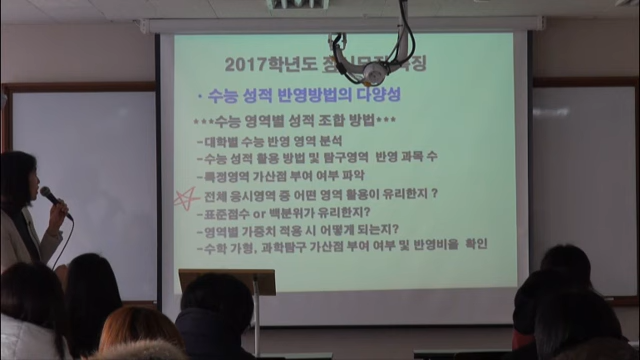 2017학년도 정시모집 특징
• 수능 성적 반영방법의 다양성
***수능 영역별 성적 조합 방법***
-대학별 수능 반영 영역 분석
-수능 성적 활용 방법 및 탐구영역 반영 과목 수
-특정영역 가산점 부여 여부 파악
-전체 응시영역 중 어떤 영역 활용이 유리한지 ?
-표준점수 or 백분위가 유리한지?
-영역별 가중치 적용 시 어떻게 되는지?
-수학 가형, 과학탐구 가산점 부여 여부 및 반영비율 확인